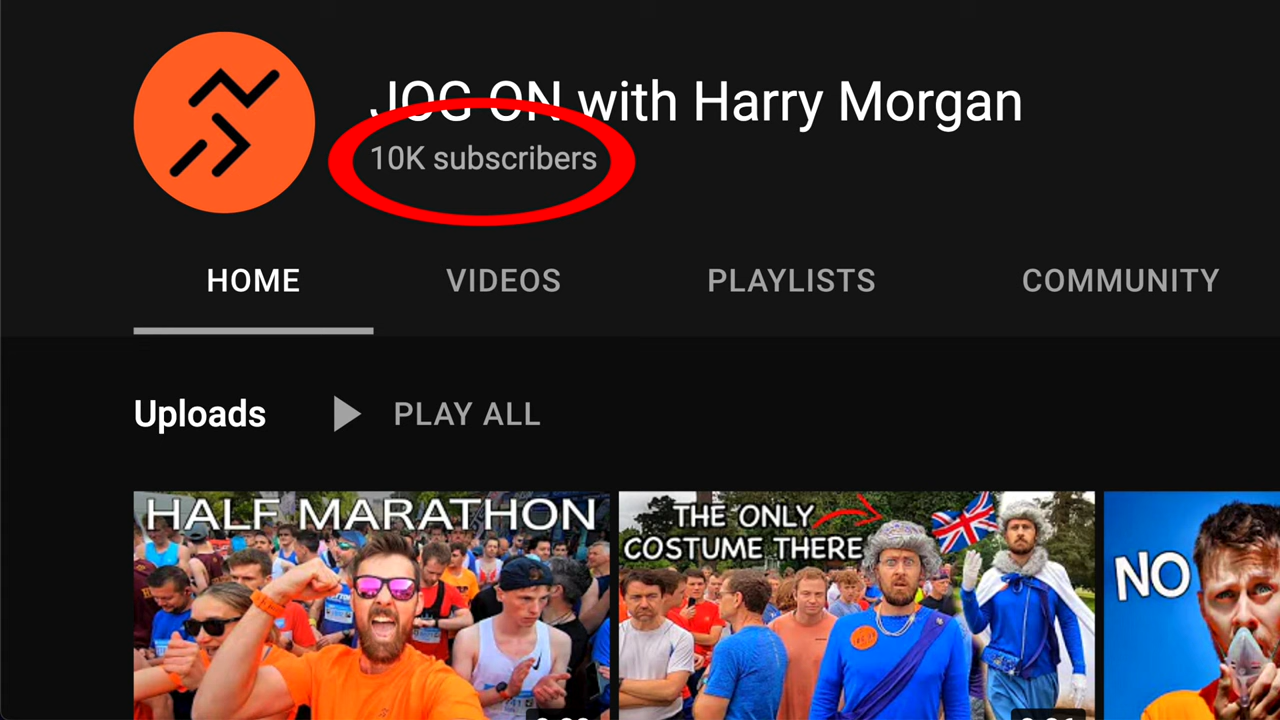 JOG ON with Harry Morgan
10K subscribers
HOME VIDEOS PLAYLISTS COMMUNITY
Uploads PLAY ALL
HALF MARATHON
THE ONLY
COSTUME THERE
NO